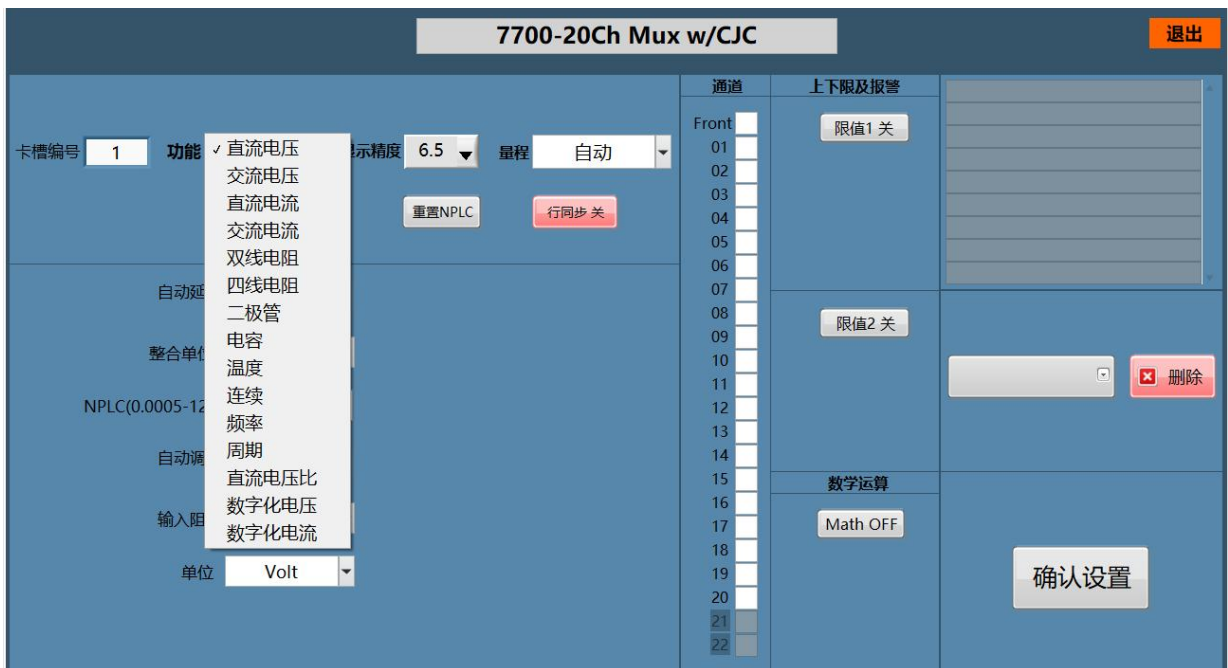 7700-20Ch Mux w/CJC
退出
卡槽编号 1 功能 显示精度 6.5 量程 自动
✓ 直流电压
交流电压
直流电流
交流电流
双线电阻
四线电阻
二极管
电容
温度
连续
频率
周期
直流电压比
数字化电压
数字化电流
重置NPLC
行同步 关
自动延
整合单位
NPLC(0.0005-12
自动调
输入阻
单位 Volt
通道
Front
01
02
03
04
05
06
07
08
09
10
11
12
13
14
15
16
17
18
19
20
21
22
上下限及报警
限值1 关
限值2 关
数学运算
Math OFF
删除
确认设置